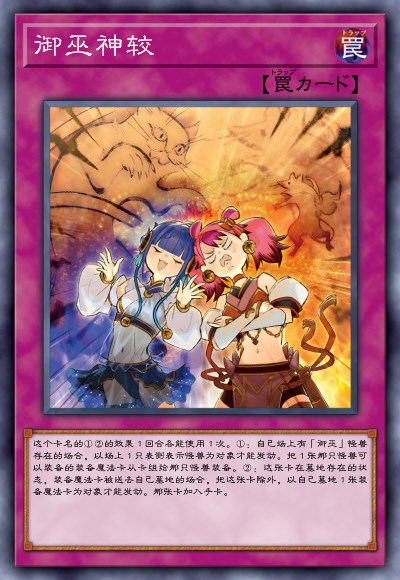 御巫神较
トラップ
罠
トラップ
【罠カード】
这个卡名的①②的效果1回合各能使用1次。①：自己场上有「御巫」怪兽
存在的场合，以场上1只表侧表示怪兽为对象才能发动。把1张那只怪兽可
以装备的装备魔法卡从卡组给那只怪兽装备。②：这张卡在墓地存在的状
态，装备魔法卡被送去自己墓地的场合，把这张卡除外，以自己墓地1张装
备魔法卡为对象才能发动。那张卡加入手卡。